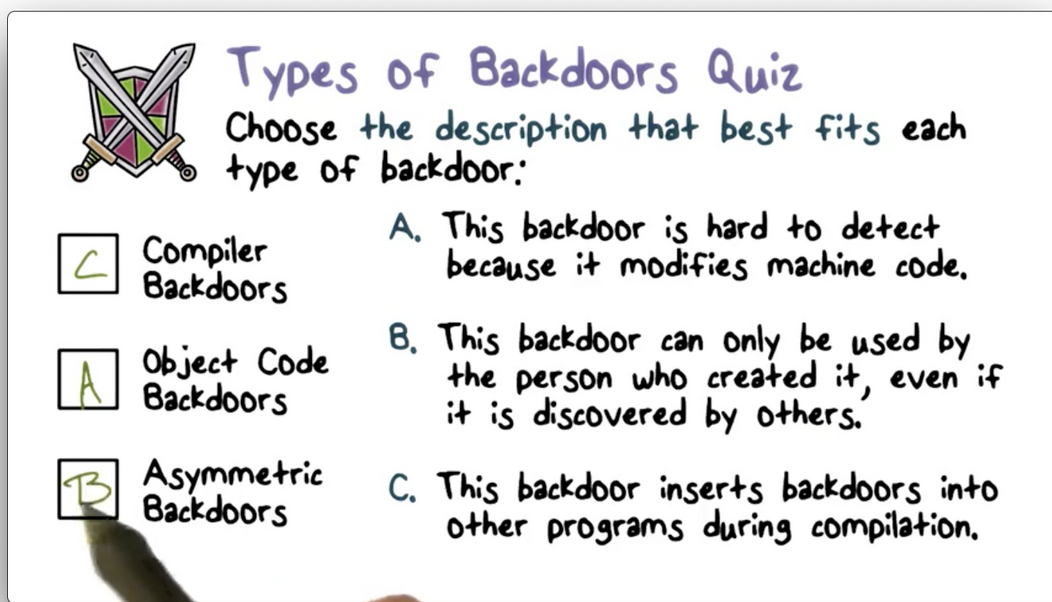 Types of Backdoors Quiz
Choose the description that best fits each
type of backdoor:
C
Compiler
Backdoors
A
Object Code
Backdoors
B
Asymmetric
Backdoors
A. This backdoor is hard to detect
because it modifies machine code.
B. This backdoor can only be used by
the person who created it, even if
it is discovered by others.
C. This backdoor inserts backdoors into
other programs during compilation.